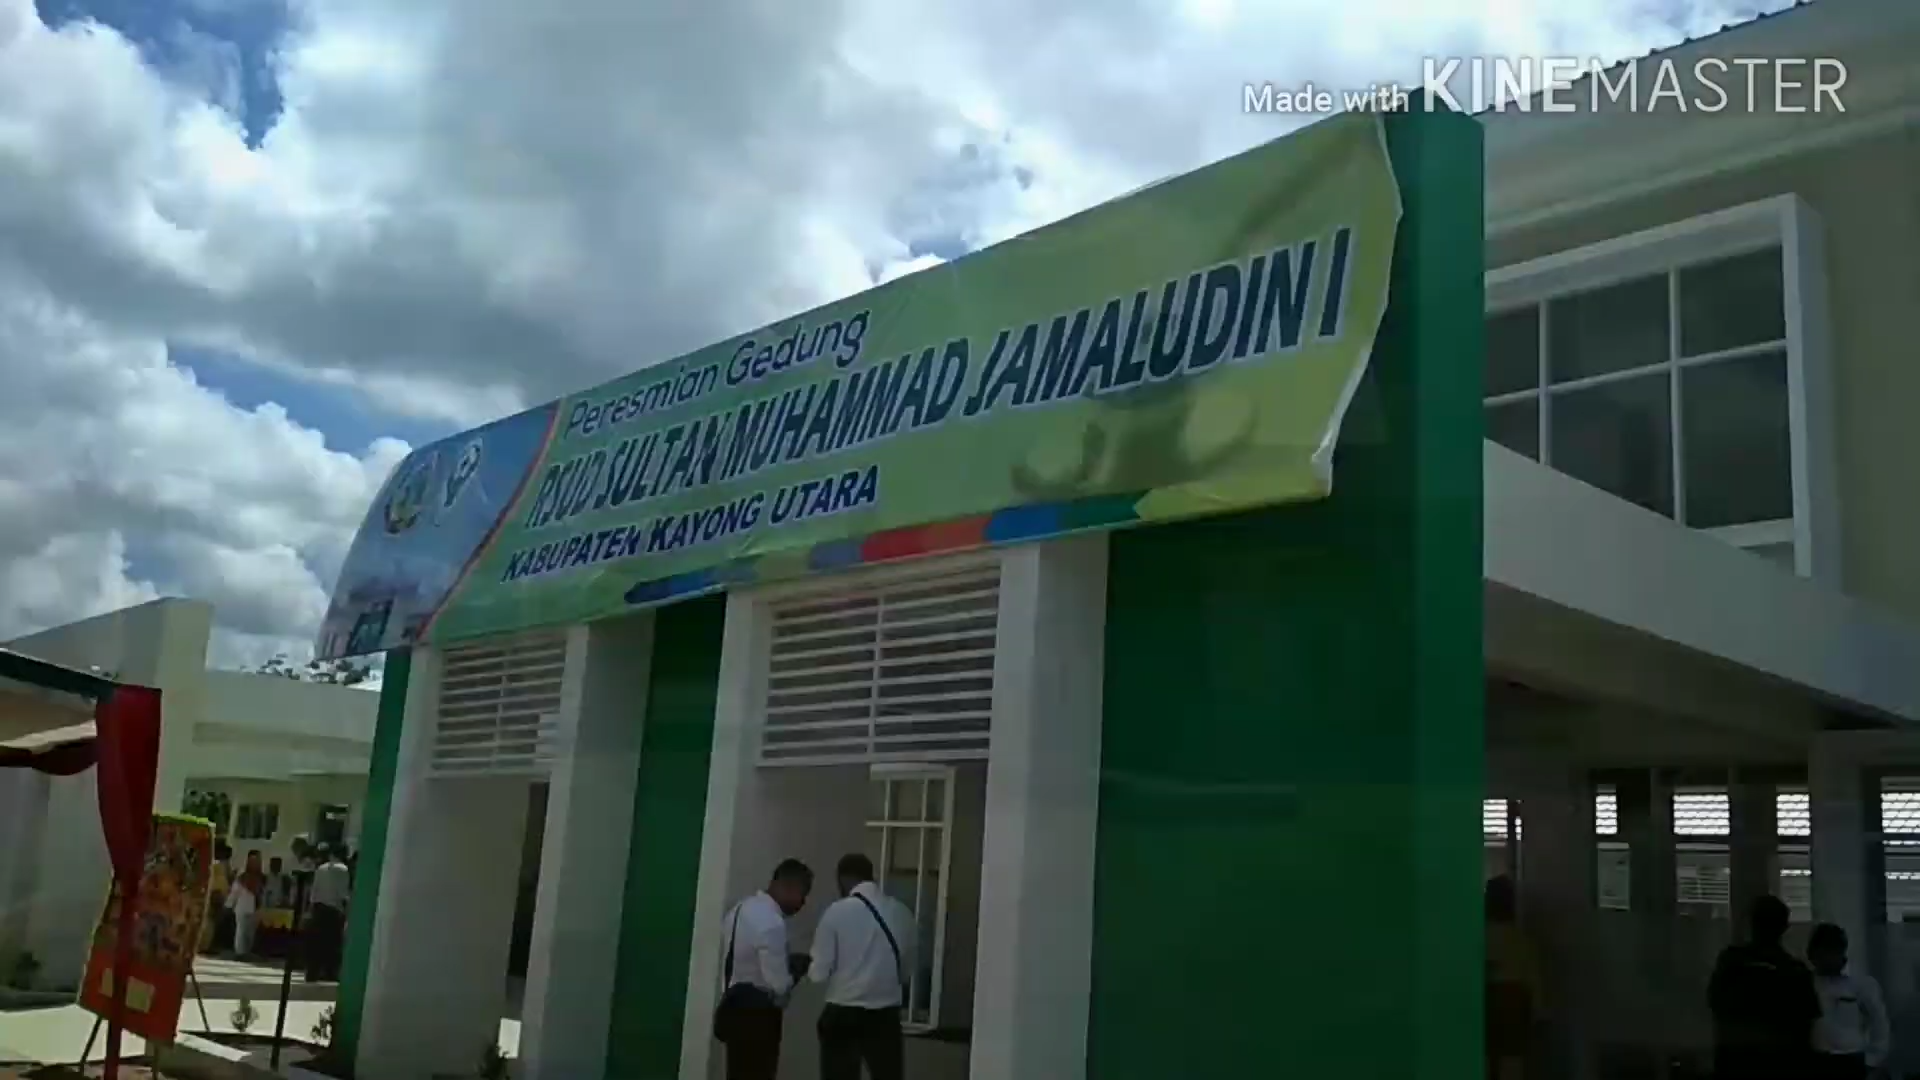 Made with KINEMASTER
Peresmian Gedung
RSUD SULTAN MUHAMMAD JAMALUDIN I
KABUPATEN KAYONG UTARA